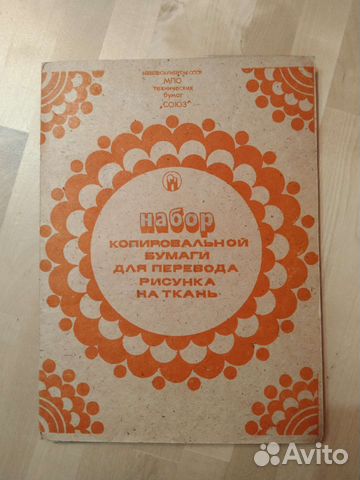 МПО
технических
бумаг
„СОЮЗ"
набор
КОПИРОВАЛЬНОЙ
БУМАГИ
ДЛЯ ПЕРЕВОДА
РИСУНКА
НА ТКАНЬ
Avito